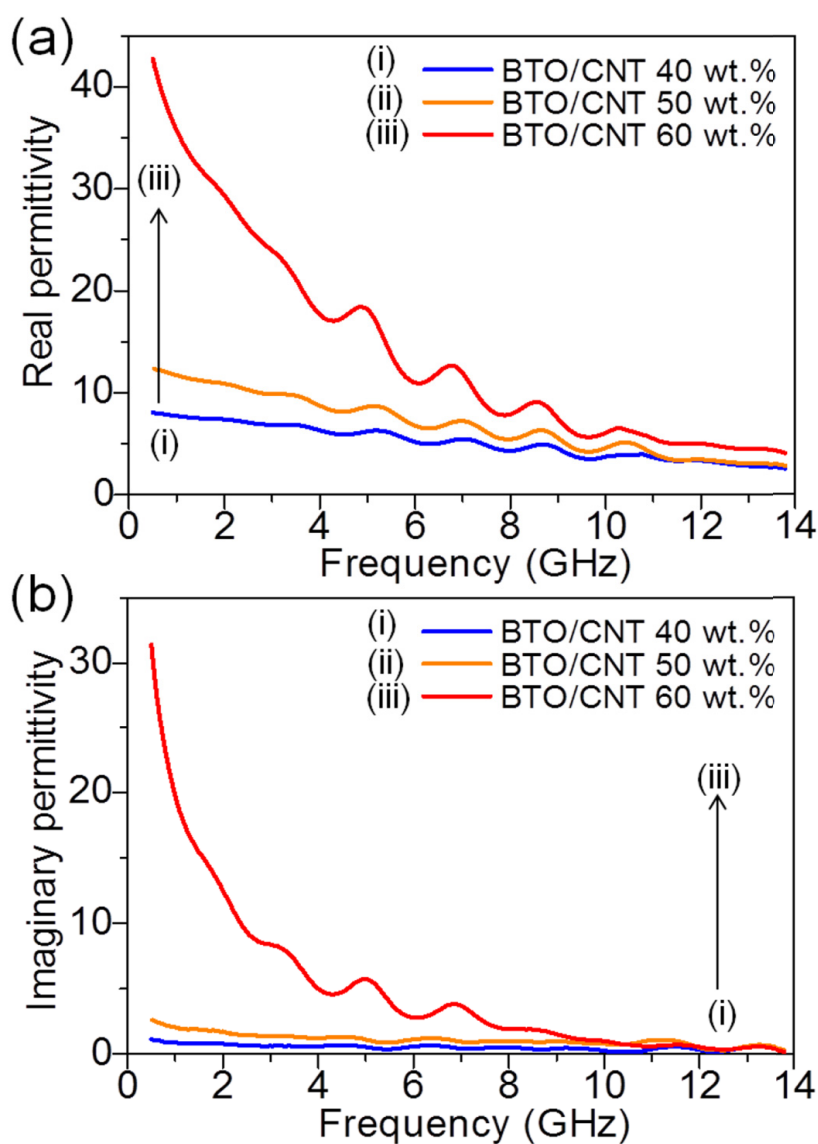 (a)
(i) BTO/CNT 40 wt.%
(ii) BTO/CNT 50 wt.%
(iii) BTO/CNT 60 wt.%
Real permittivity
40
30
20
10
0
(iii)
(i)
0 2 4 6 8 10 12 14
Frequency (GHz)
(b)
(i) BTO/CNT 40 wt.%
(ii) BTO/CNT 50 wt.%
(iii) BTO/CNT 60 wt.%
Imaginary permittivity
30
20
10
0
(iii)
(i)
0 2 4 6 8 10 12 14
Frequency (GHz)